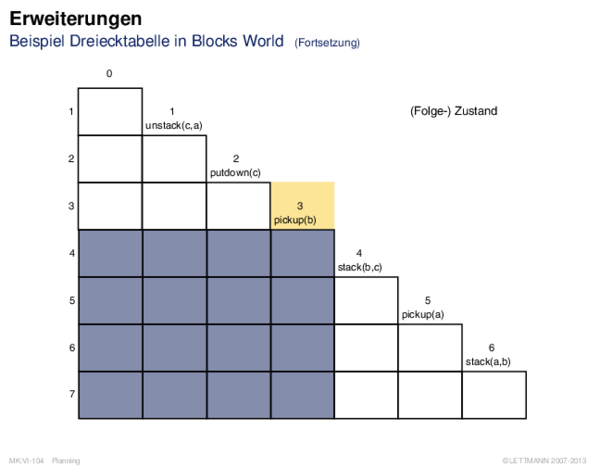 Erweiterungen
Beispiel Dreiecktabelle in Blocks World (Fortsetzung)
0
1
1
unstack(c,a)
(Folge-) Zustand
2
2
putdown(c)
3
3
pickup(b)
4
4
stack(b,c)
5
5
pickup(a)
6
6
stack(a,b)
7
MK:VI-104 Planning
©LETTMANN 2007-2013